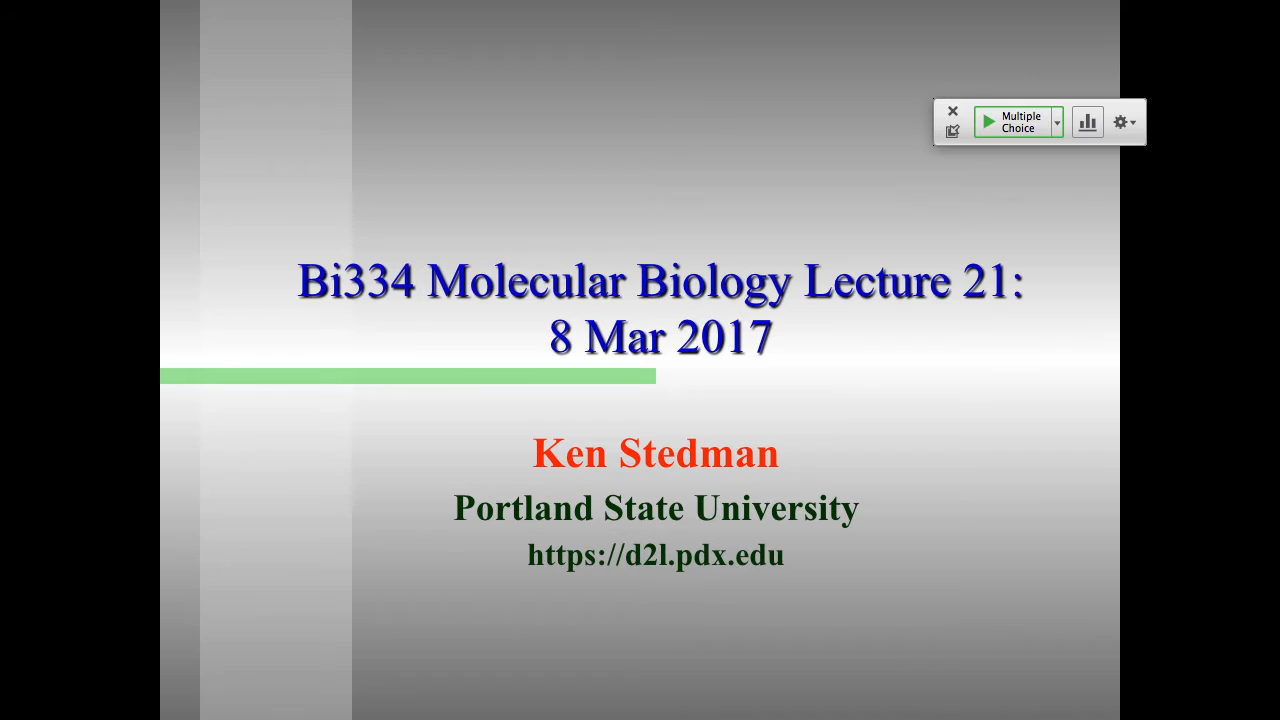 Multiple
Choice
Bi334 Molecular Biology Lecture 21:
8 Mar 2017
Ken Stedman
Portland State University
https://d2l.pdx.edu